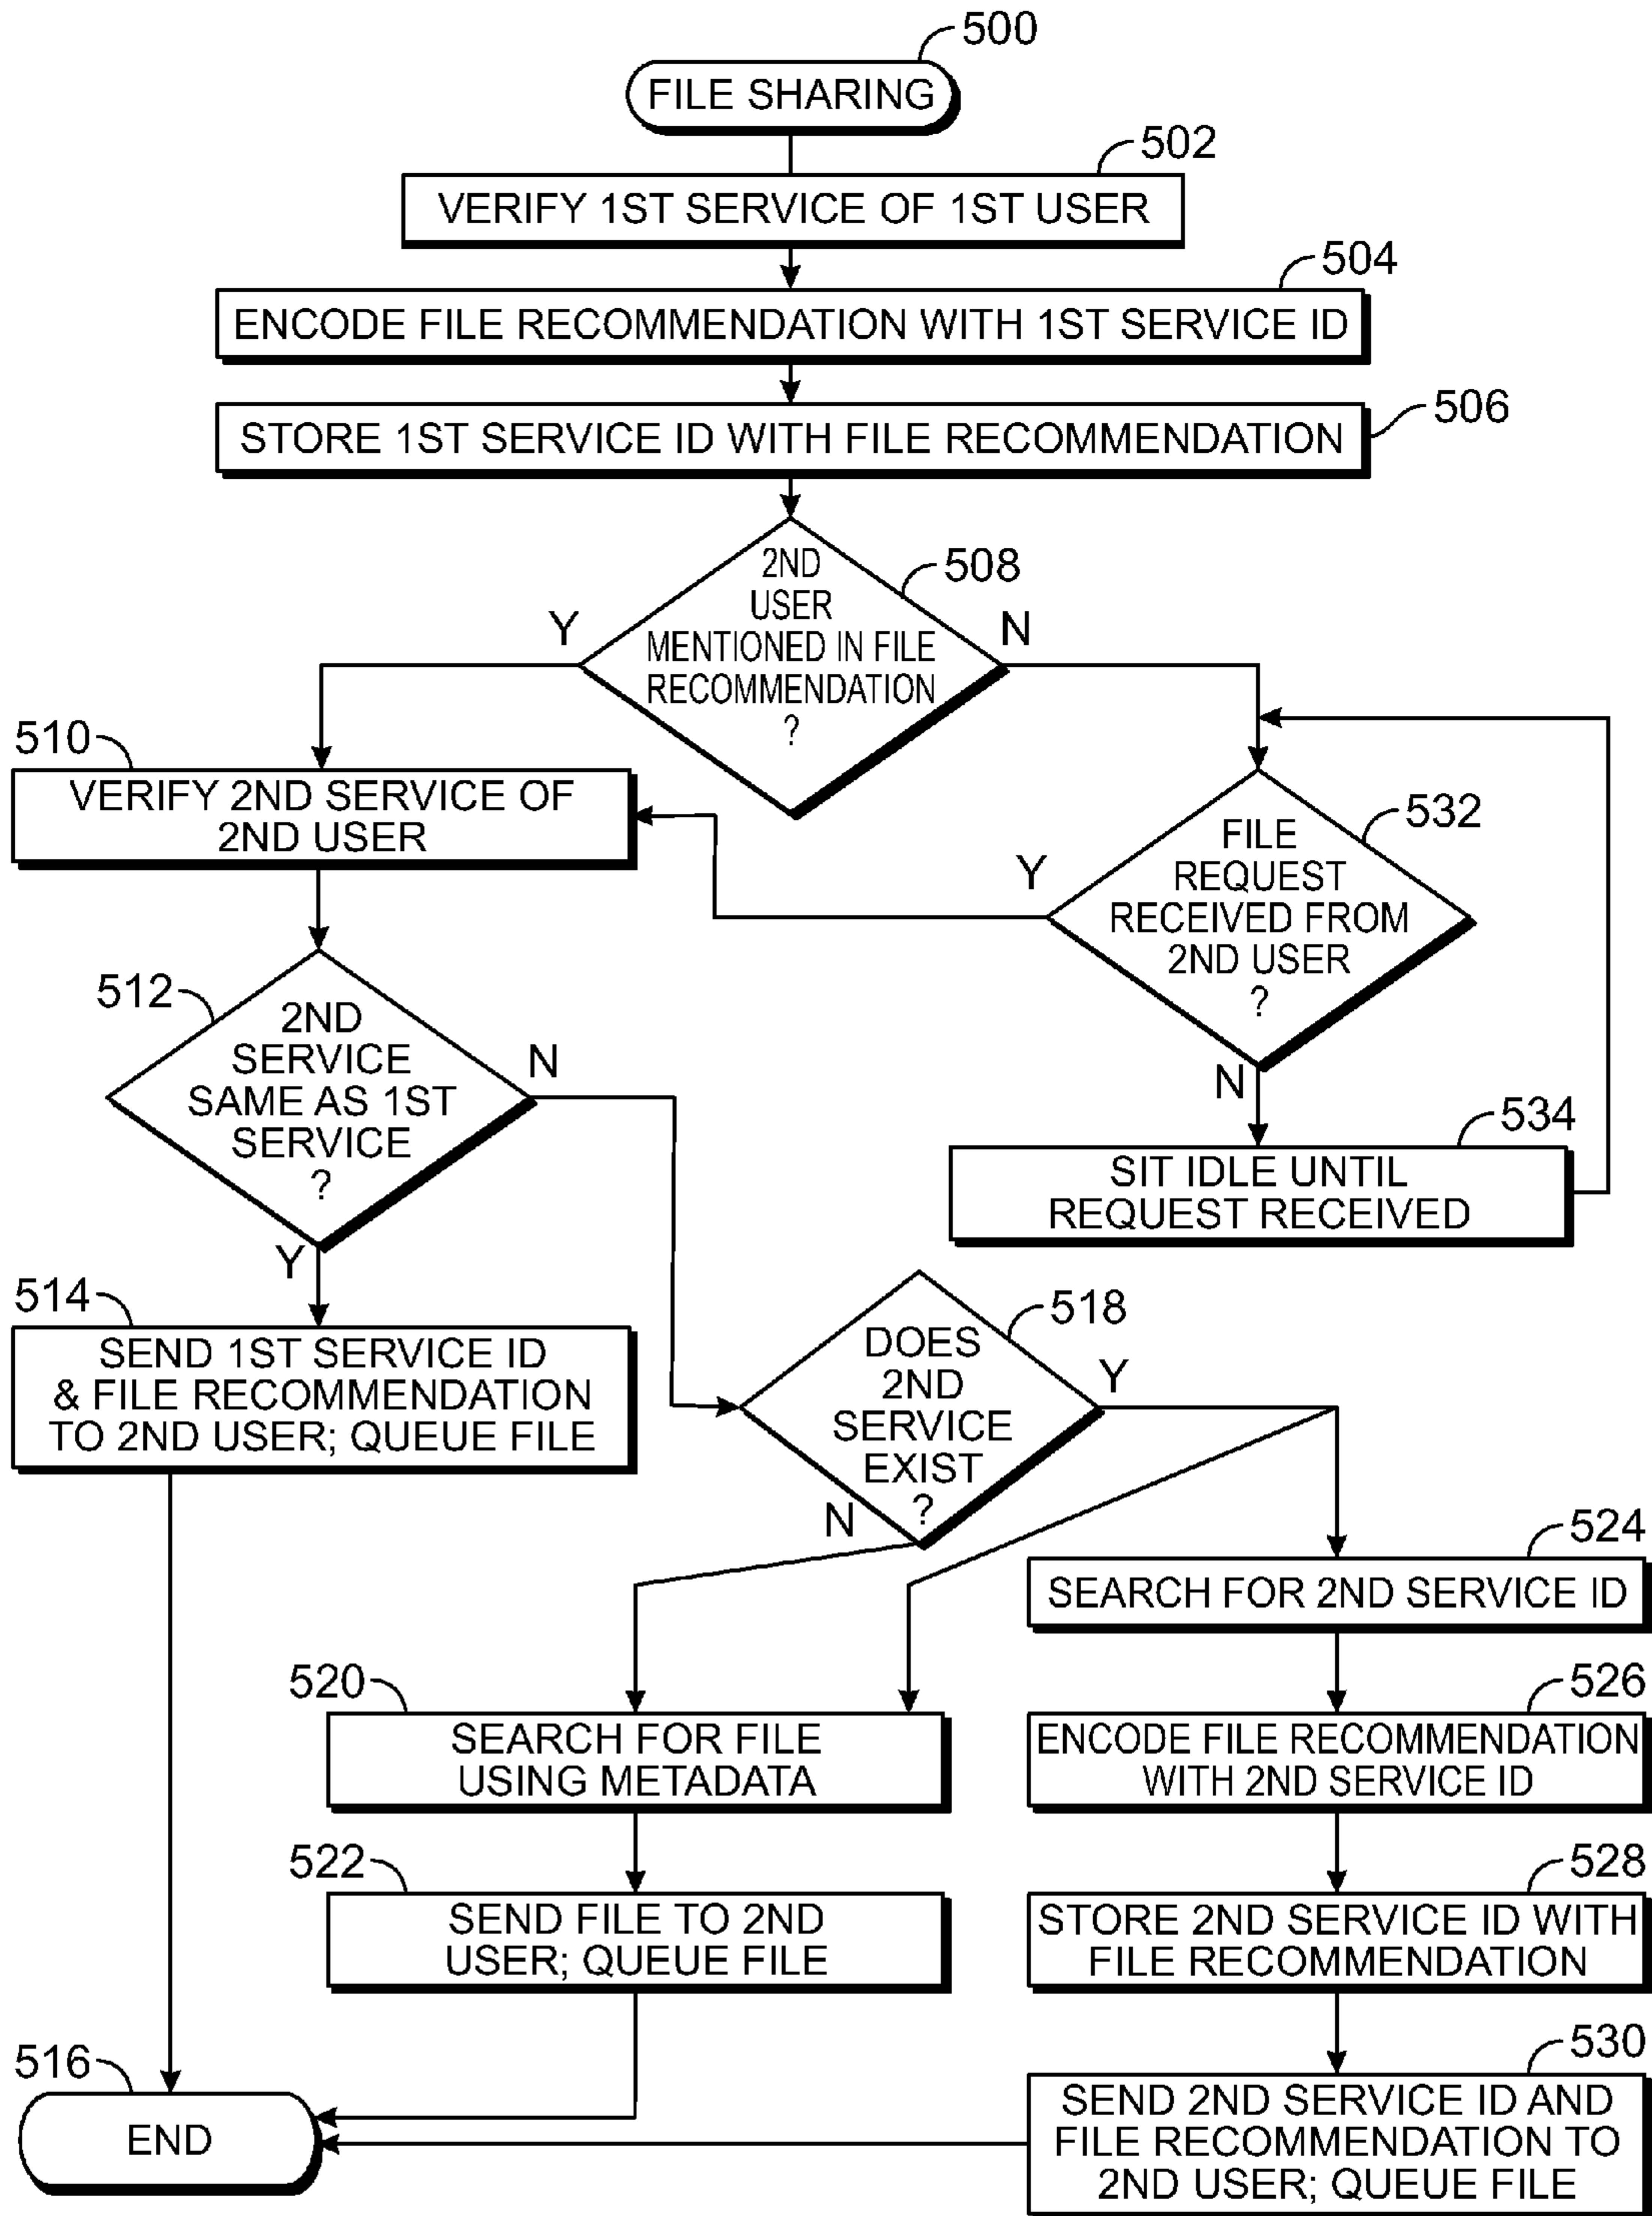 500
FILE SHARING
502
VERIFY 1ST SERVICE OF 1ST USER
504
ENCODE FILE RECOMMENDATION WITH 1ST SERVICE ID
506
STORE 1ST SERVICE ID WITH FILE RECOMMENDATION
508
2ND
USER
MENTIONED IN FILE
RECOMMENDATION
?
Y
N
510
VERIFY 2ND SERVICE OF
2ND USER
532
FILE
REQUEST
RECEIVED FROM
2ND USER
?
Y
N
534
SIT IDLE UNTIL
REQUEST RECEIVED
512
2ND
SERVICE
SAME AS 1ST
SERVICE
?
N
Y
514
SEND 1ST SERVICE ID
& FILE RECOMMENDATION
TO 2ND USER; QUEUE FILE
518
DOES
2ND
SERVICE
EXIST
?
Y
N
524
SEARCH FOR 2ND SERVICE ID
520
SEARCH FOR FILE
USING METADATA
526
ENCODE FILE RECOMMENDATION
WITH 2ND SERVICE ID
522
SEND FILE TO 2ND
USER; QUEUE FILE
528
STORE 2ND SERVICE ID WITH
FILE RECOMMENDATION
516
END
530
SEND 2ND SERVICE ID AND
FILE RECOMMENDATION TO
2ND USER; QUEUE FILE